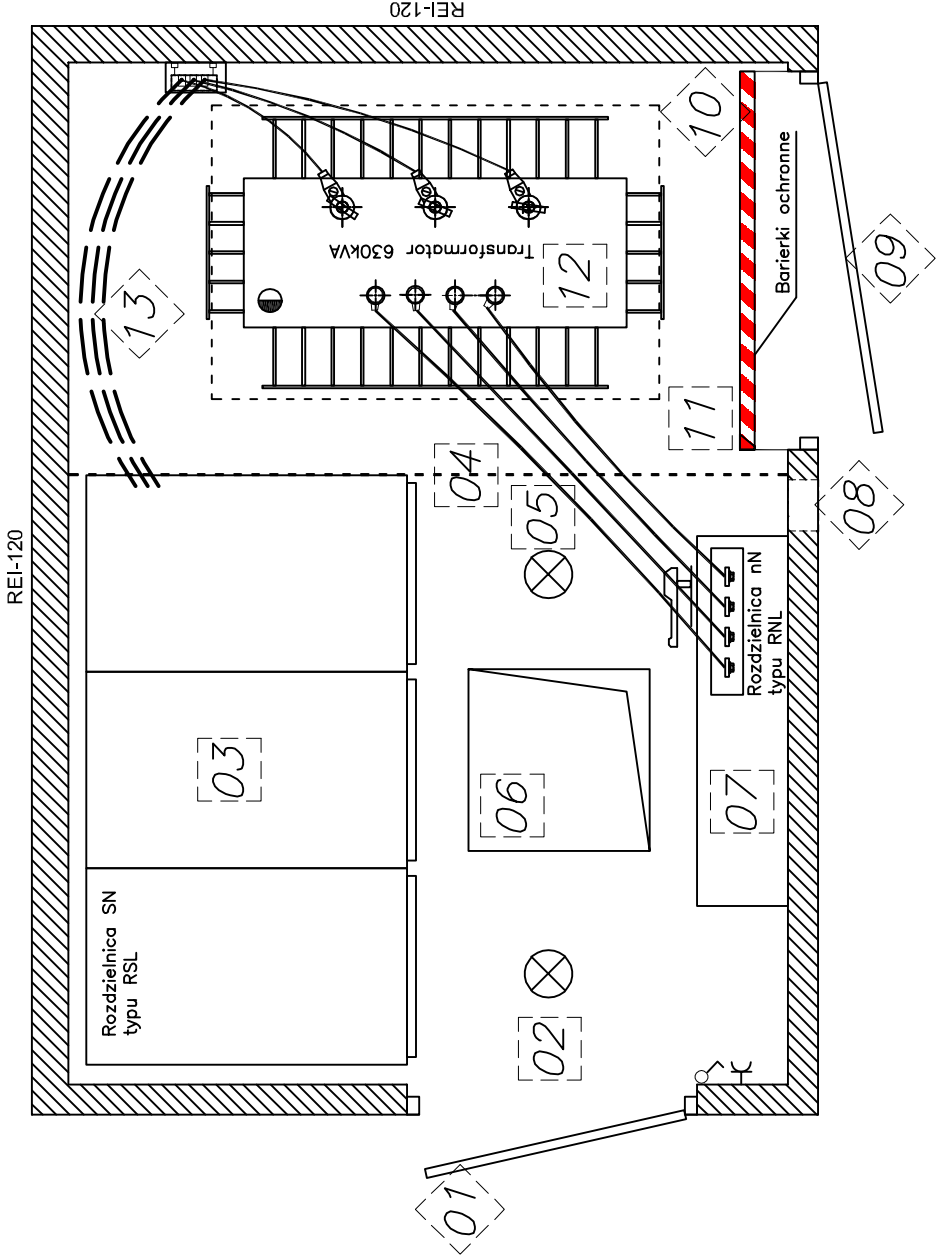 REI-120
REI-120
10
13
Barierki ochronne
Transformator 630kVA
12
09
11
04
05
08
Rozdzielnica nN
typu RNL
03
06
07
Rozdzielnica SN
typu RSL
02
01